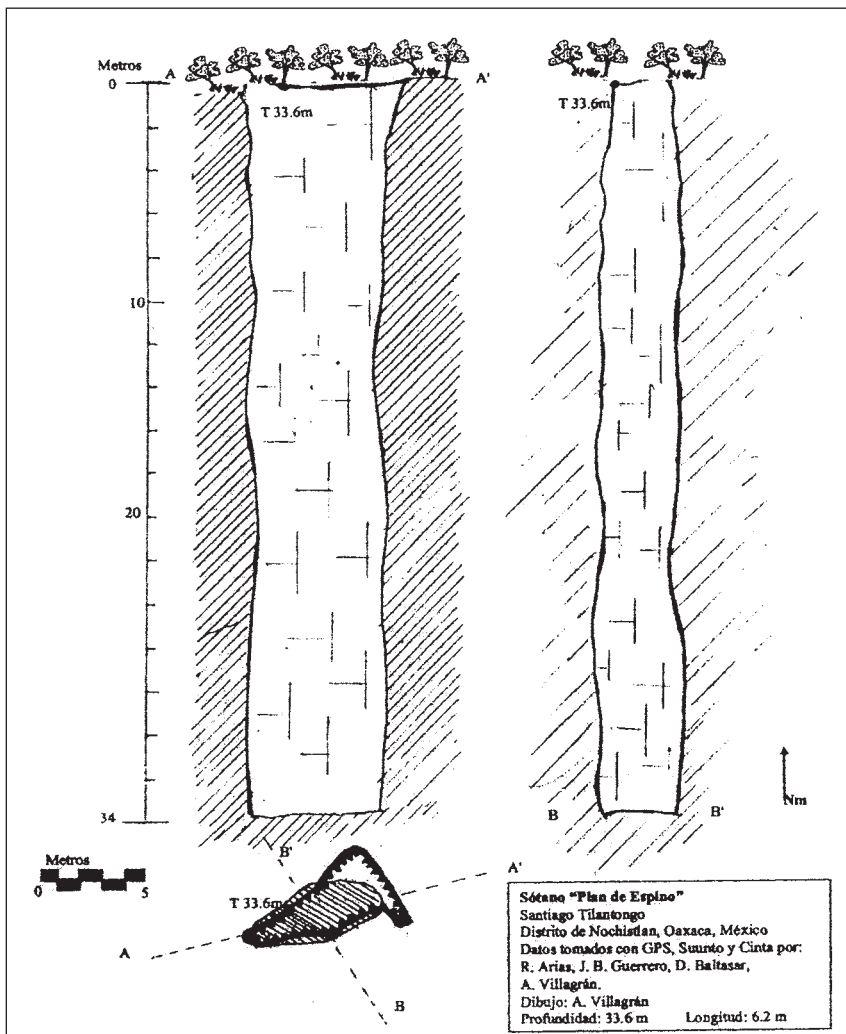 Metros
A
A'
0
T 33.6m
T 33.6m
10
20
34
B
B'
Nm
Metros
0
5
B'
A'
T 33.6m
A
B
Sótano "Plan de Espino"
Santiago Tilantongo
Distrito de Nochistlan, Oaxaca, México
Datos tomados con GPS, Suunto y Cinta por:
R. Arias, J. B. Guerrero, D. Baltasar,
A. Villagrán.
Dibujo: A. Villagrán
Profundidad: 33.6 m Longitud: 6.2 m